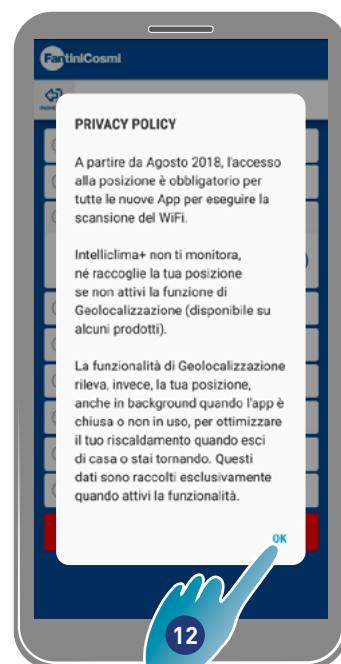 FantiniCosmi
PRIVACY POLICY
A partire da Agosto 2018, l'accesso
alla posizione è obbligatorio per
tutte le nuove App per eseguire la
scansione del WiFi.
Intelliclima+ non ti monitora,
né raccoglie la tua posizione
se non attivi la funzione di
Geolocalizzazione (disponibile su
alcuni prodotti).
La funzionalità di Geolocalizzazione
rileva, invece, la tua posizione,
anche in background quando l'app è
chiusa o non in uso, per ottimizzare
il tuo riscaldamento quando esci
di casa o stai tornando. Questi
dati sono raccolti esclusivamente
quando attivi la funzionalità.
OK
12